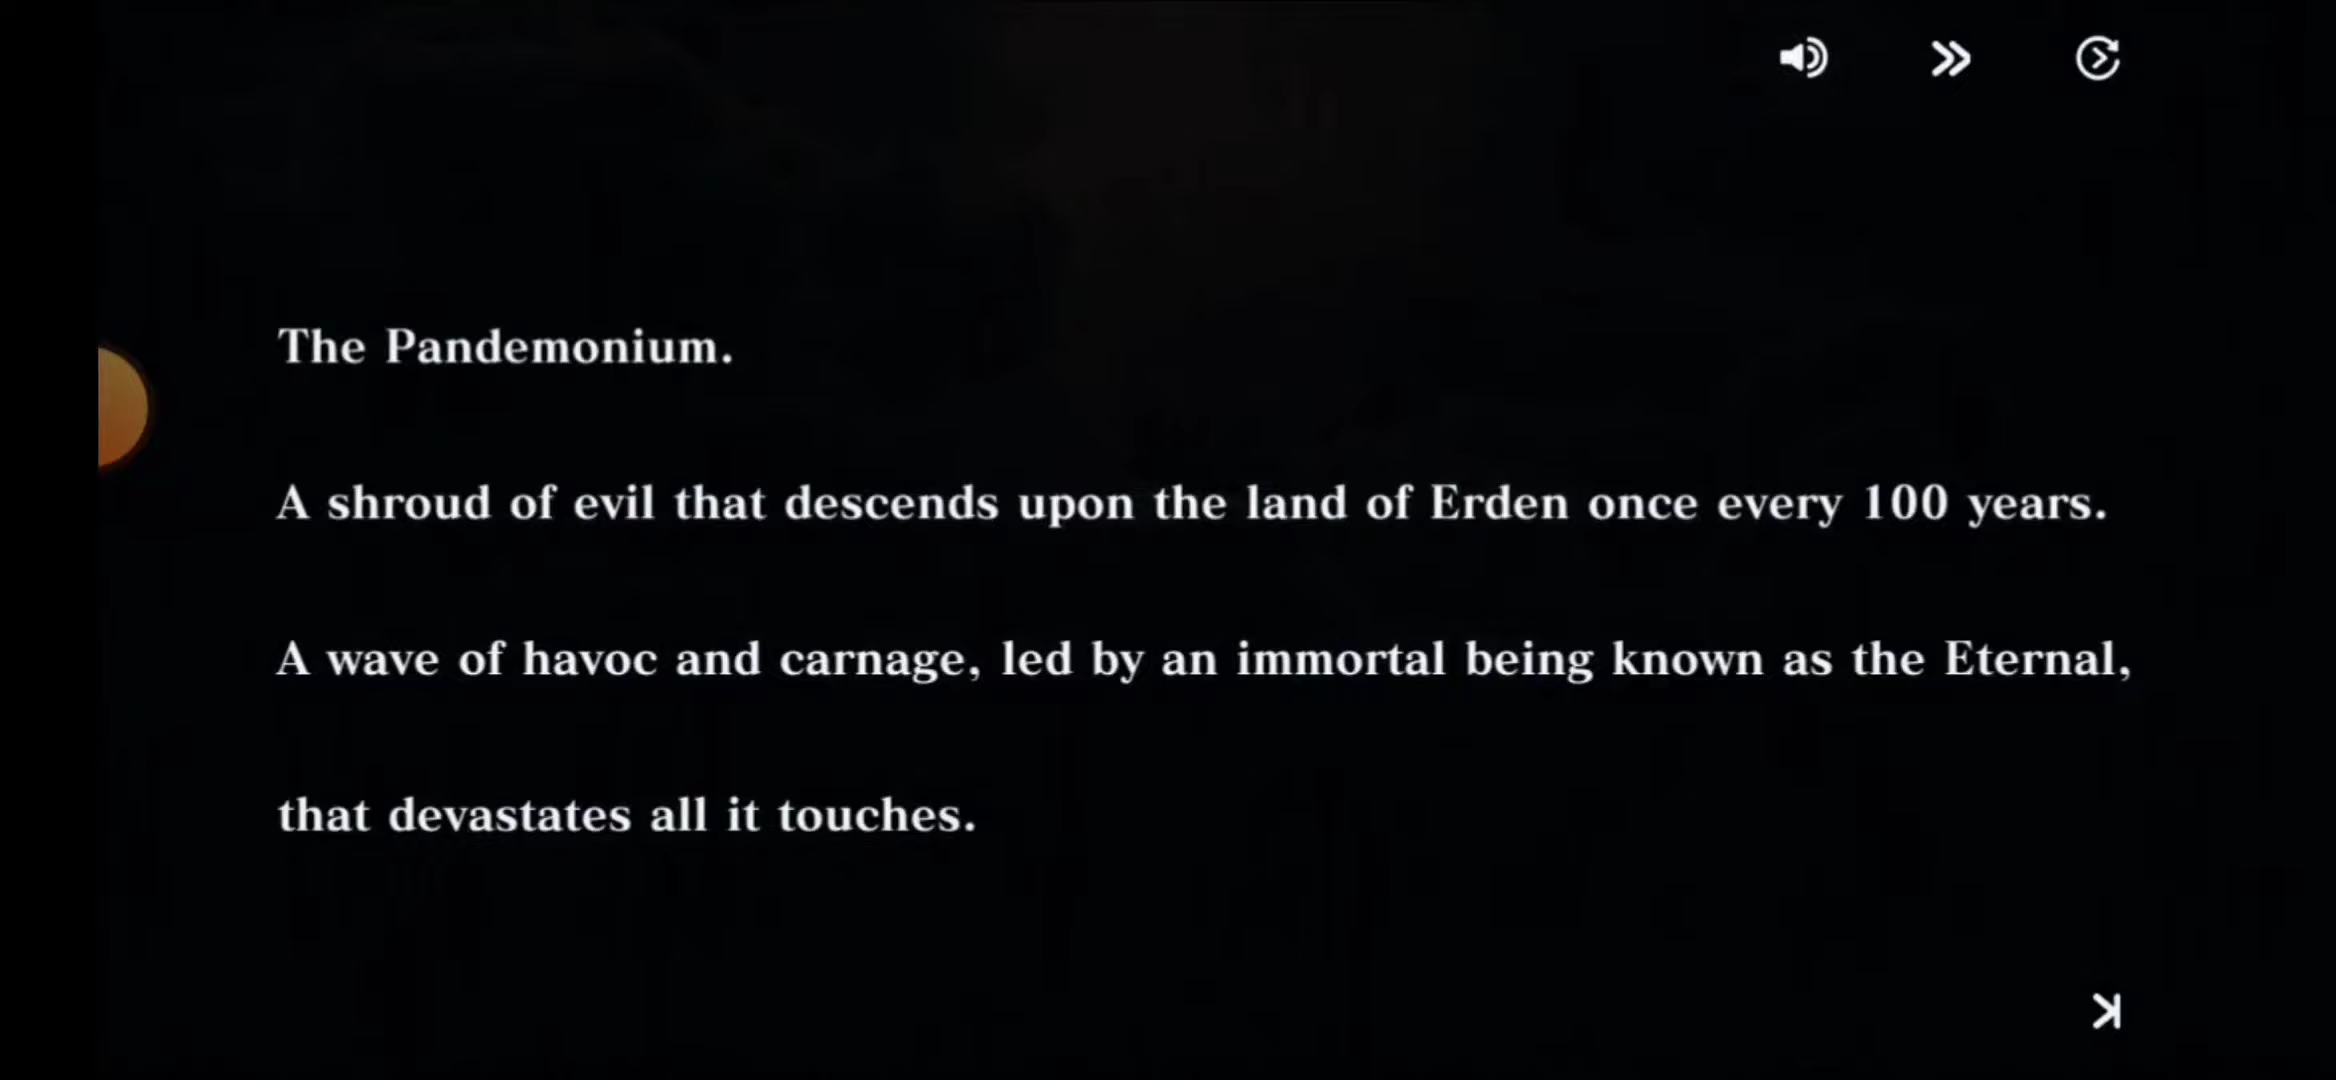 The Pandemonium.
A shroud of evil that descends upon the land of Erden once every 100 years.
A wave of havoc and carnage, led by an immortal being known as the Eternal,
that devastates all it touches.